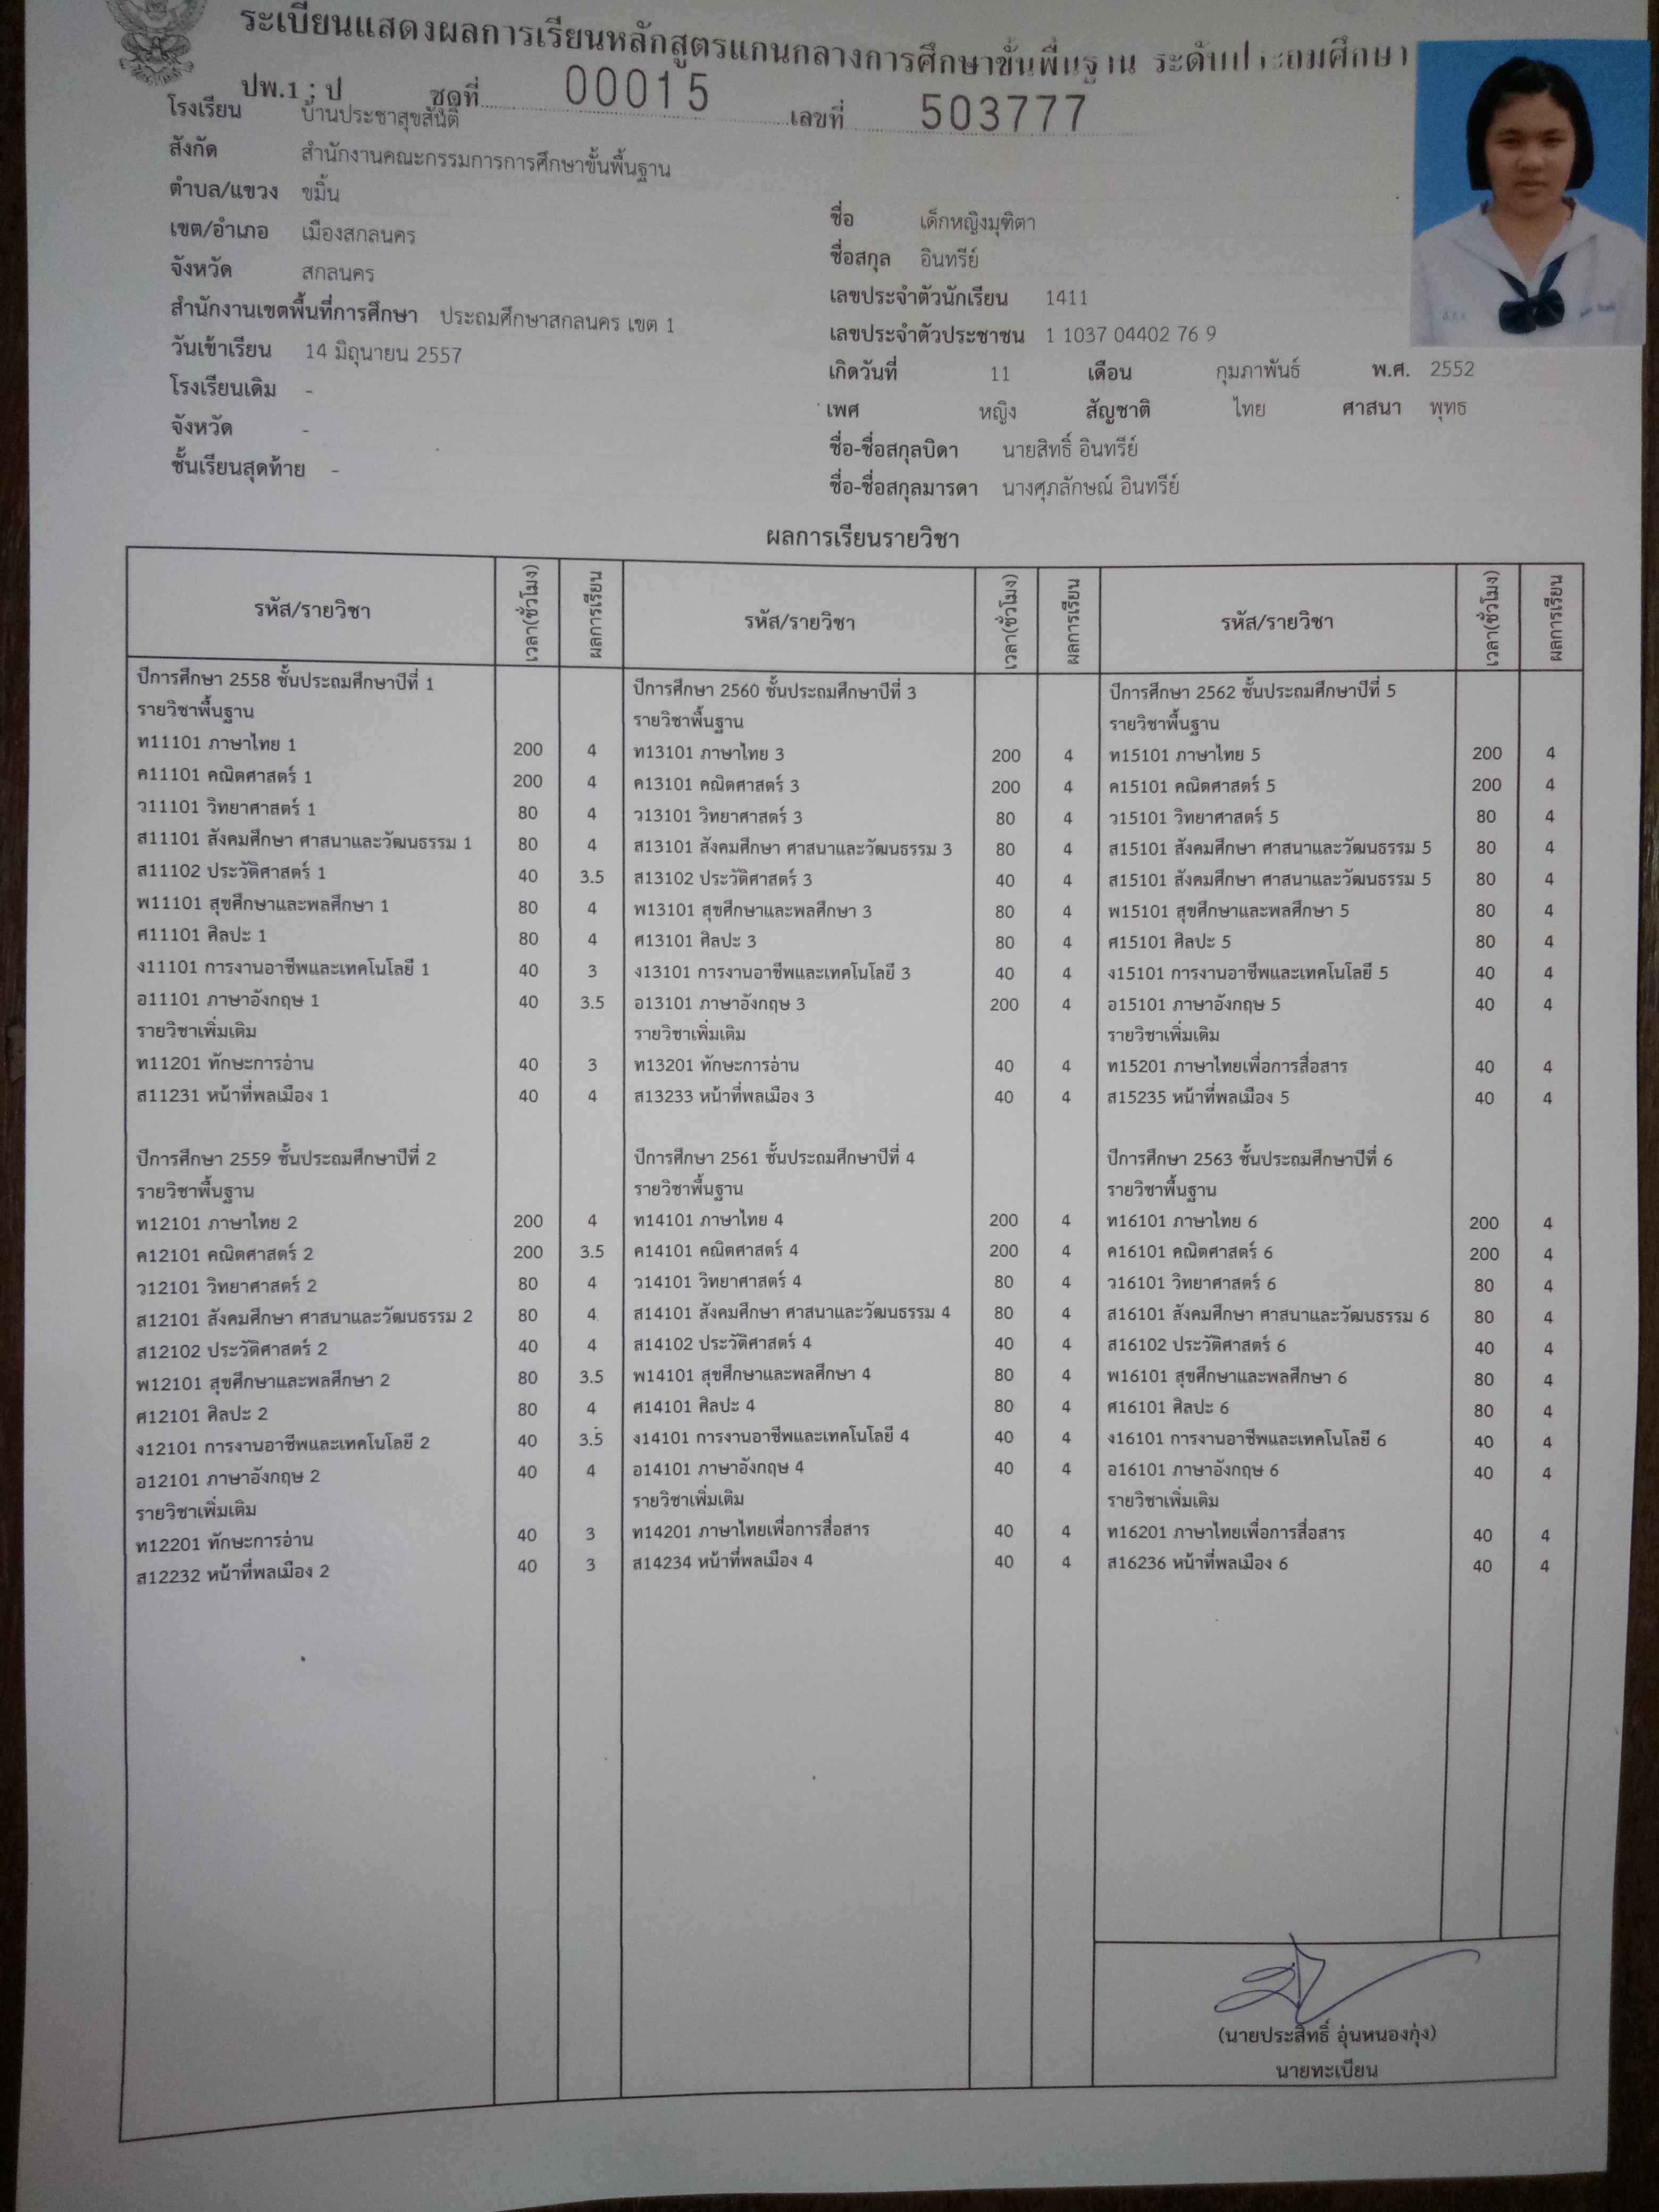 ระเบียนแสดงผลการเรียนหลักสูตรแกนกลางการศึกษาขั้นพื้นฐาน ระดับประถมศึกษา
ปพ.1 : ป ชุดที่ 00015 เลขที่ 503777
โรงเรียน บ้านประชาสุขสันติ์
สังกัด สำนักงานคณะกรรมการการศึกษาขั้นพื้นฐาน
ตำบล/แขวง ขมิ้น
เขต/อำเภอ เมืองสกลนคร
จังหวัด สกลนคร
สำนักงานเขตพื้นที่การศึกษา ประถมศึกษาสกลนคร เขต 1
วันเข้าเรียน 14 มิถุนายน 2557
โรงเรียนเดิม -
จังหวัด -
ชั้นเรียนสุดท้าย -
ชื่อ เด็กหญิงมุฑิตา
ชื่อสกุล อินทรีย์
เลขประจำตัวนักเรียน 1411
เลขประจำตัวประชาชน 1 1037 04402 76 9
เกิดวันที่ 11 เดือน กุมภาพันธ์ พ.ศ. 2552
เพศ หญิง สัญชาติ ไทย ศาสนา พุทธ
ชื่อ-ชื่อสกุลบิดา นายสิทธิ์ อินทรีย์
ชื่อ-ชื่อสกุลมารดา นางศุภลักษณ์ อินทรีย์
ผลการเรียนรายวิชา
รหัส/รายวิชา เวลา(ชั่วโมง) ผลการเรียน
ปีการศึกษา 2558 ชั้นประถมศึกษาปีที่ 1
รายวิชาพื้นฐาน
ท11101 ภาษาไทย 1 200 4
ค11101 คณิตศาสตร์ 1 200 4
ว11101 วิทยาศาสตร์ 1 80 4
ส11101 สังคมศึกษา ศาสนาและวัฒนธรรม 1 80 4
ส11102 ประวัติศาสตร์ 1 40 3.5
พ11101 สุขศึกษาและพลศึกษา 1 80 4
ศ11101 ศิลปะ 1 80 4
ง11101 การงานอาชีพและเทคโนโลยี 1 40 3
อ11101 ภาษาอังกฤษ 1 40 3.5
รายวิชาเพิ่มเติม
ท11201 ทักษะการอ่าน 40 3
ส11231 หน้าที่พลเมือง 1 40 4
ปีการศึกษา 2559 ชั้นประถมศึกษาปีที่ 2
รายวิชาพื้นฐาน
ท12101 ภาษาไทย 2 200 4
ค12101 คณิตศาสตร์ 2 200 3.5
ว12101 วิทยาศาสตร์ 2 80 4
ส12101 สังคมศึกษา ศาสนาและวัฒนธรรม 2 80 4
ส12102 ประวัติศาสตร์ 2 40 4
พ12101 สุขศึกษาและพลศึกษา 2 80 3.5
ศ12101 ศิลปะ 2 80 4
ง12101 การงานอาชีพและเทคโนโลยี 2 40 3.5
อ12101 ภาษาอังกฤษ 2 40 4
รายวิชาเพิ่มเติม
ท12201 ทักษะการอ่าน 40 3
ส12232 หน้าที่พลเมือง 2 40 3
รหัส/รายวิชา เวลา(ชั่วโมง) ผลการเรียน
ปีการศึกษา 2560 ชั้นประถมศึกษาปีที่ 3
รายวิชาพื้นฐาน
ท13101 ภาษาไทย 3 200 4
ค13101 คณิตศาสตร์ 3 200 4
ว13101 วิทยาศาสตร์ 3 80 4
ส13101 สังคมศึกษา ศาสนาและวัฒนธรรม 3 80 4
ส13102 ประวัติศาสตร์ 3 40 4
พ13101 สุขศึกษาและพลศึกษา 3 80 4
ศ13101 ศิลปะ 3 80 4
ง13101 การงานอาชีพและเทคโนโลยี 3 40 4
อ13101 ภาษาอังกฤษ 3 200 4
รายวิชาเพิ่มเติม
ท13201 ทักษะการอ่าน 40 4
ส13233 หน้าที่พลเมือง 3 40 4
ปีการศึกษา 2561 ชั้นประถมศึกษาปีที่ 4
รายวิชาพื้นฐาน
ท14101 ภาษาไทย 4 200 4
ค14101 คณิตศาสตร์ 4 200 4
ว14101 วิทยาศาสตร์ 4 80 4
ส14101 สังคมศึกษา ศาสนาและวัฒนธรรม 4 80 4
ส14102 ประวัติศาสตร์ 4 40 4
พ14101 สุขศึกษาและพลศึกษา 4 80 4
ศ14101 ศิลปะ 4 80 4
ง14101 การงานอาชีพและเทคโนโลยี 4 40 4
อ14101 ภาษาอังกฤษ 4 40 4
รายวิชาเพิ่มเติม
ท14201 ภาษาไทยเพื่อการสื่อสาร 40 4
ส14234 หน้าที่พลเมือง 4 40 4
รหัส/รายวิชา เวลา(ชั่วโมง) ผลการเรียน
ปีการศึกษา 2562 ชั้นประถมศึกษาปีที่ 5
รายวิชาพื้นฐาน
ท15101 ภาษาไทย 5 200 4
ค15101 คณิตศาสตร์ 5 200 4
ว15101 วิทยาศาสตร์ 5 80 4
ส15101 สังคมศึกษา ศาสนาและวัฒนธรรม 5 80 4
ส15101 สังคมศึกษา ศาสนาและวัฒนธรรม 5 80 4
พ15101 สุขศึกษาและพลศึกษา 5 80 4
ศ15101 ศิลปะ 5 80 4
ง15101 การงานอาชีพและเทคโนโลยี 5 40 4
อ15101 ภาษาอังกฤษ 5 40 4
รายวิชาเพิ่มเติม
ท15201 ภาษาไทยเพื่อการสื่อสาร 40 4
ส15235 หน้าที่พลเมือง 5 40 4
ปีการศึกษา 2563 ชั้นประถมศึกษาปีที่ 6
รายวิชาพื้นฐาน
ท16101 ภาษาไทย 6 200 4
ค16101 คณิตศาสตร์ 6 200 4
ว16101 วิทยาศาสตร์ 6 80 4
ส16101 สังคมศึกษา ศาสนาและวัฒนธรรม 6 80 4
ส16102 ประวัติศาสตร์ 6 40 4
พ16101 สุขศึกษาและพลศึกษา 6 80 4
ศ16101 ศิลปะ 6 80 4
ง16101 การงานอาชีพและเทคโนโลยี 6 40 4
อ16101 ภาษาอังกฤษ 6 40 4
รายวิชาเพิ่มเติม
ท16201 ภาษาไทยเพื่อการสื่อสาร 40 4
ส16236 หน้าที่พลเมือง 6 40 4
(นายประสิทธิ์ อุ่นหนองกุ่ง)
นายทะเบียน